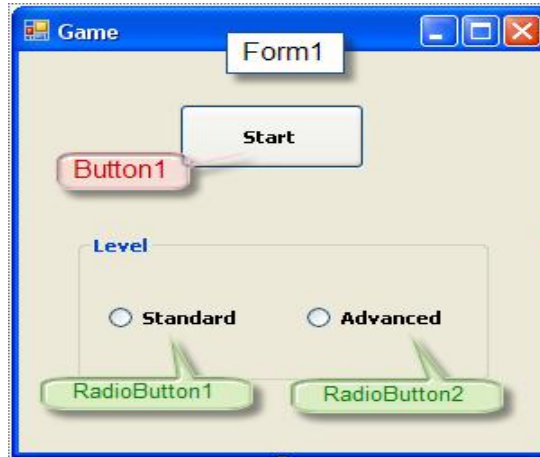 Game
Form1
Start
Button1
Level
Standard
Advanced
RadioButton1
RadioButton2